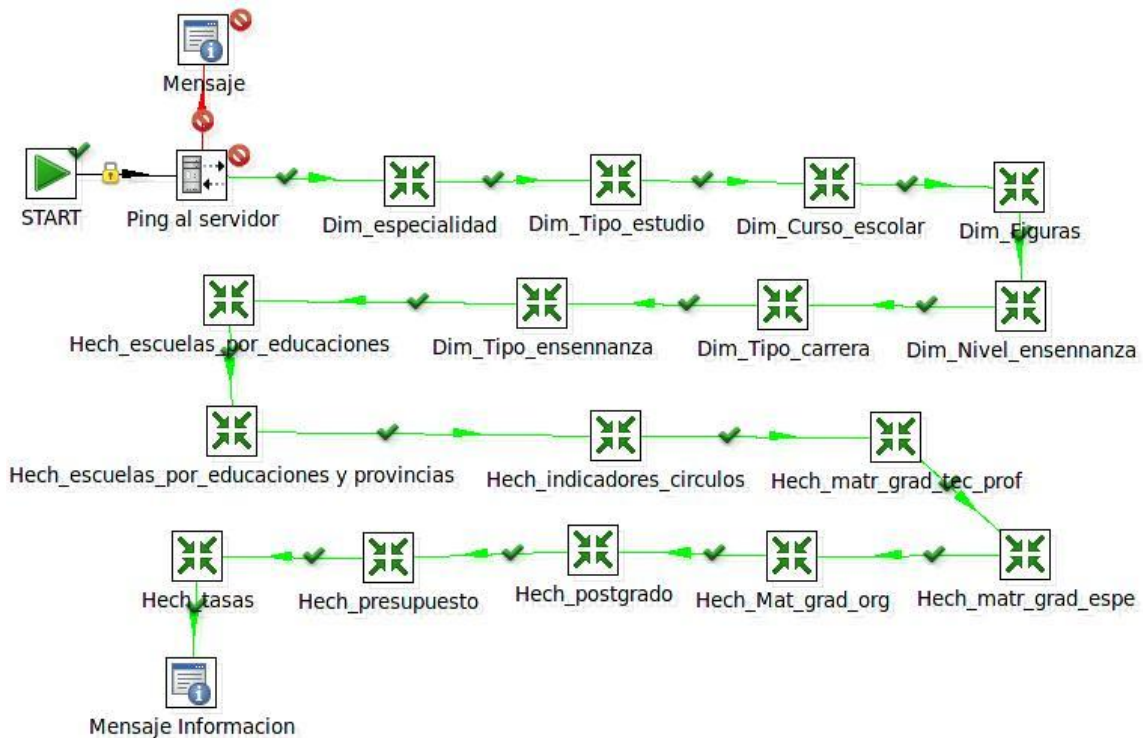 Mensaje
START
Ping al servidor
Dim_especialidad
Dim_Tipo_estudio
Dim_Curso_escolar
Dim_Figuras
Hech_escuelas_por_educaciones
Dim_Tipo_ensennanza
Dim_Tipo_carrera
Dim_Nivel_ensennanza
Hech_escuelas_por_educaciones y provincias
Hech_indicadores_circulos
Hech_matr_grad_tec_prof
Hech_tasas
Hech_presupuesto
Hech_postgrado
Hech_Mat_grad_org
Hech_matr_grad_espe
Mensaje Informacion